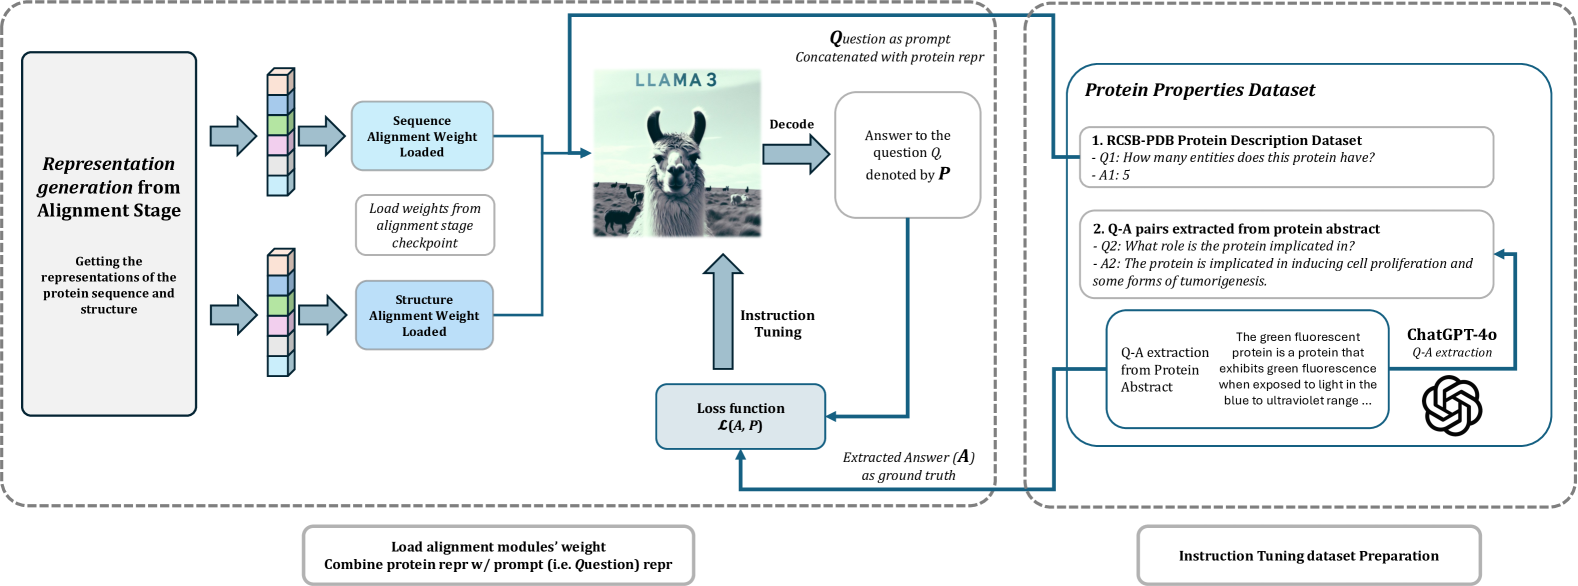 Representation
generation from
Alignment Stage
Getting the
representations of the
protein sequence and
structure
Sequence
Alignment Weight
Loaded
Load weights from
alignment stage
checkpoint
Structure
Alignment Weight
Loaded
LLAMA 3
Question as prompt
Concatenated with protein repr
Decode
Answer to the
question Q,
denoted by P
Instruction
Tuning
Loss function
ℒ(A, P)
Extracted Answer (A)
as ground truth
Protein Properties Dataset
1. RCSB-PDB Protein Description Dataset
- Q1: How many entities does this protein have?
- A1: 5
2. Q-A pairs extracted from protein abstract
- Q2: What role is the protein implicated in?
- A2: The protein is implicated in inducing cell proliferation and
some forms of tumorigenesis.
Q-A extraction
from Protein
Abstract
The green fluorescent
protein is a protein that
exhibits green fluorescence
when exposed to light in the
blue to ultraviolet range ...
ChatGPT-4o
Q-A extraction
Load alignment modules' weight
Combine protein repr w/ prompt (i.e. Question) repr
Instruction Tuning dataset Preparation